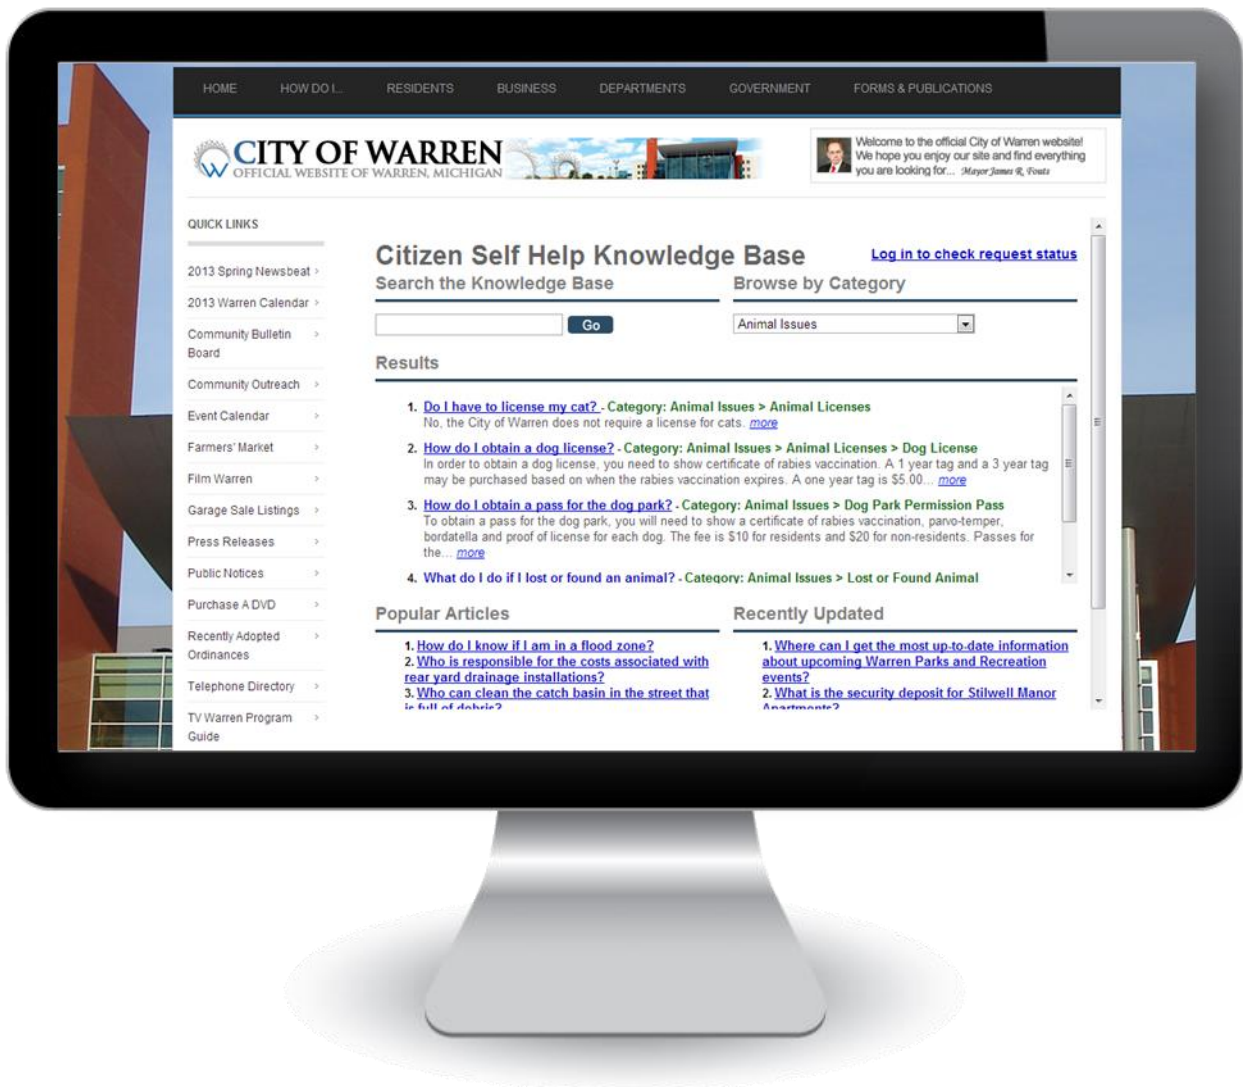 HOME HOW DO I... RESIDENTS BUSINESS DEPARTMENTS GOVERNMENT FORMS & PUBLICATIONS
CITY OF WARREN
OFFICIAL WEBSITE OF WARREN, MICHIGAN
Welcome to the official City of Warren website!
We hope you enjoy our site and find everything
you are looking for... Mayor James R. Fouts
QUICK LINKS
2013 Spring Newsbeat
2013 Warren Calendar
Community Bulletin
Board
Community Outreach
Event Calendar
Farmers' Market
Film Warren
Garage Sale Listings
Press Releases
Public Notices
Purchase A DVD
Recently Adopted
Ordinances
Telephone Directory
TV Warren Program
Guide
Citizen Self Help Knowledge Base
Log in to check request status
Search the Knowledge Base
Go
Browse by Category
Animal Issues
Results
1. Do I have to license my cat? - Category: Animal Issues > Animal Licenses
No, the City of Warren does not require a license for cats. more
2. How do I obtain a dog license? - Category: Animal Issues > Animal Licenses > Dog License
In order to obtain a dog license, you need to show certificate of rabies vaccination. A 1 year tag and a 3 year tag
may be purchased based on when the rabies vaccination expires. A one year tag is $5.00... more
3. How do I obtain a pass for the dog park? - Category: Animal Issues > Dog Park Permission Pass
To obtain a pass for the dog park, you will need to show a certificate of rabies vaccination, parvo-temper,
bordatella and proof of license for each dog. The fee is $10 for residents and $20 for non-residents. Passes for
the... more
4. What do I do if I lost or found an animal? - Category: Animal Issues > Lost or Found Animal
Popular Articles
1. How do I know if I am in a flood zone?
2. Who is responsible for the costs associated with
rear yard drainage installations?
3. Who can clean the catch basin in the street that
is full of debris?
Recently Updated
1. Where can I get the most up-to-date information
about upcoming Warren Parks and Recreation
events?
2. What is the security deposit for Stilwell Manor
Apartments?